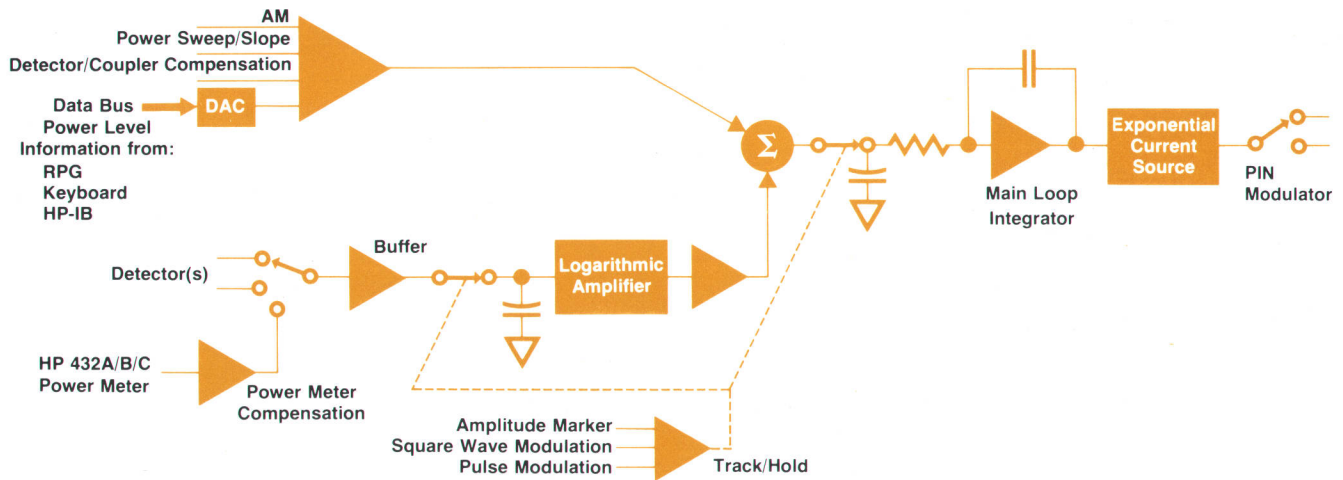 AM
Power Sweep/Slope
Detector/Coupler Compensation
Data Bus
DAC
Power Level
Information from:
RPG
Keyboard
HP-IB
Σ
Main Loop
Integrator
Exponential
Current
Source
PIN
Modulator
Detector(s)
Buffer
Logarithmic
Amplifier
HP 432A/B/C
Power Meter
Power Meter
Compensation
Amplitude Marker
Square Wave Modulation
Pulse Modulation
Track/Hold